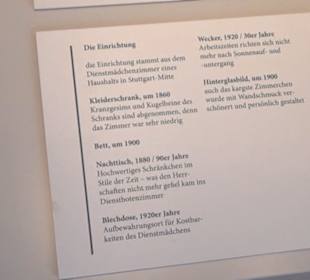 Die Einrichtung
die Einrichtung stammt aus dem
Dienstmädchenzimmer eines
Haushalts in Stuttgart-Mitte
Kleiderschrank, um 1860
Kranzgesims und Kugelbeine des
Schranks sind abgenommen, denn
das Zimmer war sehr niedrig
Bett, um 1900
Nachttisch, 1880 / 90er Jahre
Hochwertiges Schränkchen im
Stile der Zeit – was den Herr-
schaften nicht mehr gefiel kam ins
Dienstbotenzimmer
Blechdose, 1920er Jahre
Aufbewahrungsort für Kostbar-
keiten des Dienstmädchens
Wecker, 1920 / 30er Jahre
Arbeitszeiten richten sich nicht
mehr nach Sonnenauf- und
-untergang
Hinterglasbild, um 1900
auch das kargste Zimmerchen
wurde mit Wandschmuck ver-
schönert und persönlich gestaltet